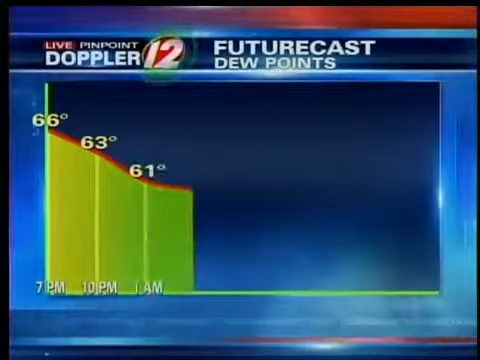 LIVE PINPOINT
DOPPLER 12
FUTURECAST
DEW POINTS
66°
63°
61°
7 PM 10 PM 1 AM